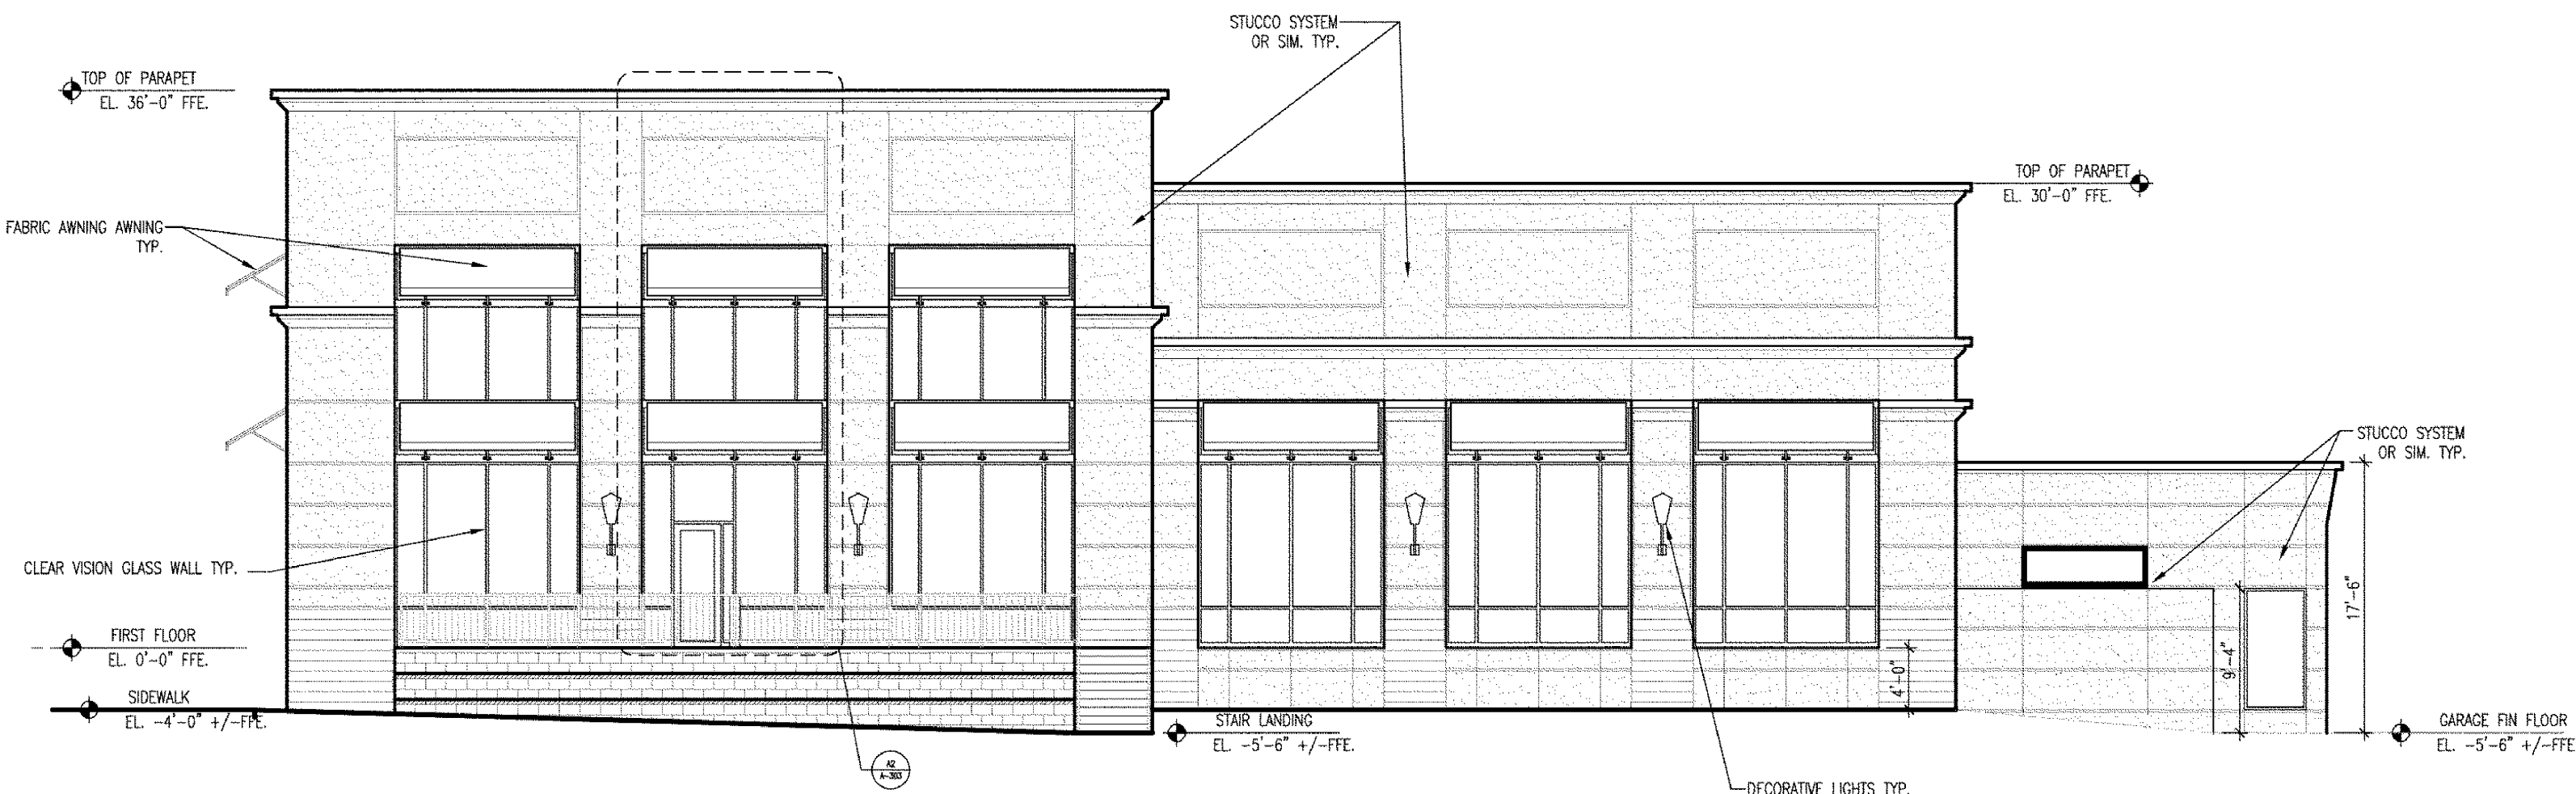 STUCCO SYSTEM
OR SIM. TYP.
TOP OF PARAPET
EL. 36'-0" FFE.
TOP OF PARAPET
EL. 30'-0" FFE.
FABRIC AWNING AWNING
TYP.
STUCCO SYSTEM
OR SIM. TYP.
CLEAR VISION GLASS WALL TYP.
17'-6"
9'-4"
4'-0"
FIRST FLOOR
EL. 0'-0" FFE.
SIDEWALK
EL. -4'-0" +/-FFE.
STAIR LANDING
EL. -5'-6" +/-FFE.
GARAGE FIN FLOOR
EL. -5'-6" +/-FFE
A2
A-303
DECORATIVE LIGHTS TYP.